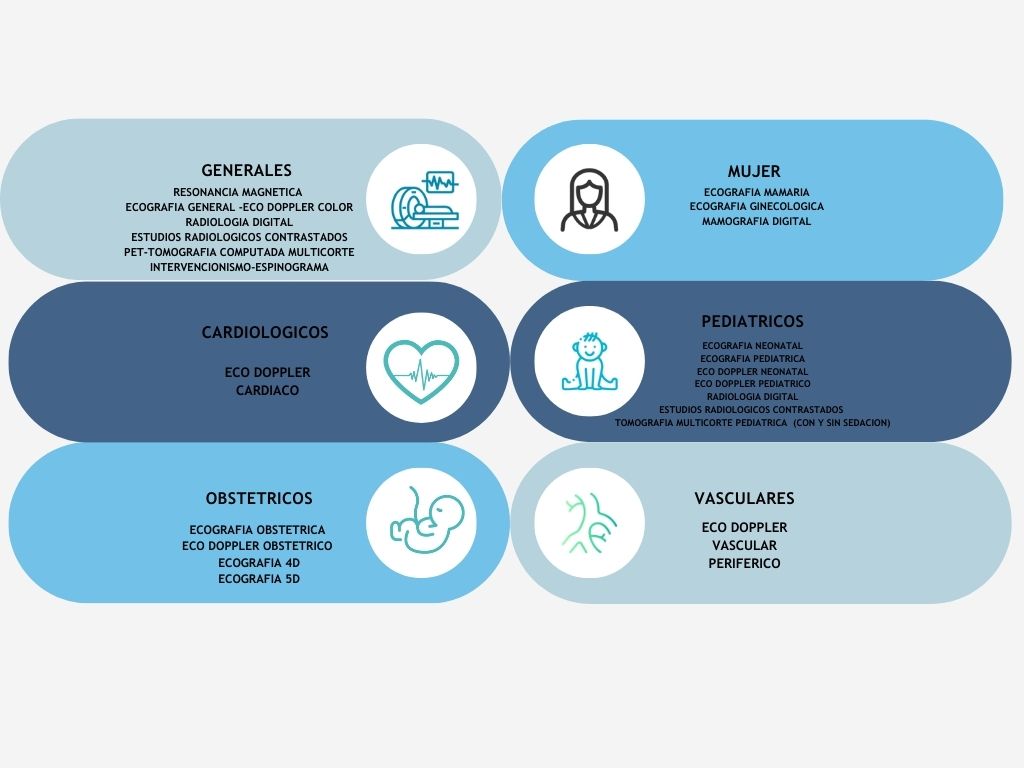 GENERALES
RESONANCIA MAGNETICA
ECOGRAFIA GENERAL -ECO DOPPLER COLOR
RADIOLOGIA DIGITAL
ESTUDIOS RADIOLOGICOS CONTRASTADOS
PET-TOMOGRAFIA COMPUTADA MULTICORTE
INTERVENCIONISMO-ESPINOGRAMA
MUJER
ECOGRAFIA MAMARIA
ECOGRAFIA GINECOLOGICA
MAMOGRAFIA DIGITAL
CARDIOLOGICOS
ECO DOPPLER
CARDIACO
PEDIATRICOS
ECOGRAFIA NEONATAL
ECOGRAFIA PEDIATRICA
ECO DOPPLER NEONATAL
ECO DOPPLER PEDIATRICO
RADIOLOGIA DIGITAL
ESTUDIOS RADIOLOGICOS CONTRASTADOS
TOMOGRAFIA MULTICORTE PEDIATRICA (CON Y SIN SEDACION)
OBSTETRICOS
ECOGRAFIA OBSTETRICA
ECO DOPPLER OBSTETRICO
ECOGRAFIA 4D
ECOGRAFIA 5D
VASCULARES
ECO DOPPLER
VASCULAR
PERIFERICO